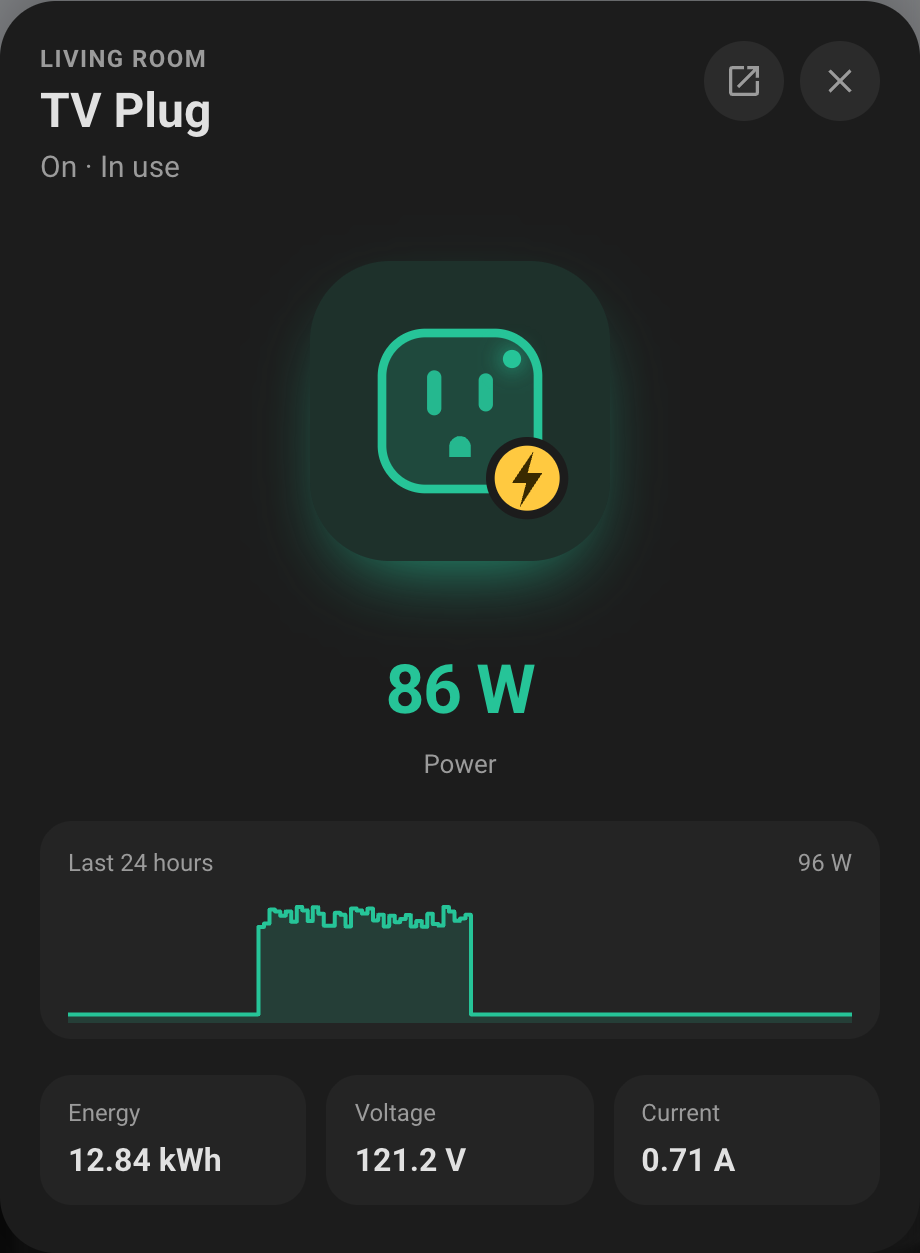 LIVING ROOM
TV Plug
On · In use
86 W
Power
Last 24 hours
96 W
Energy
12.84 kWh
Voltage
121.2 V
Current
0.71 A